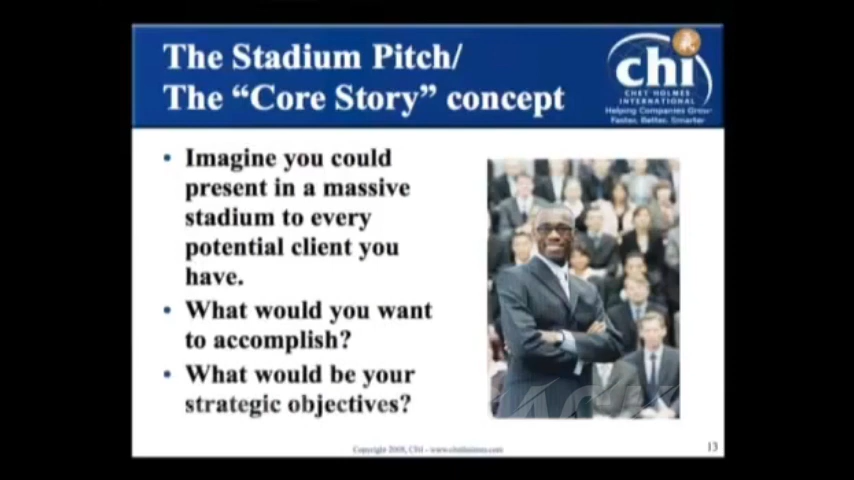 The Stadium Pitch/
The “Core Story” concept
chi
CHET HOLMES
INTERNATIONAL
Helping Companies Grow
Faster, Better, Smarter
• Imagine you could
present in a massive
stadium to every
potential client you
have.
• What would you want
to accomplish?
• What would be your
strategic objectives?
Copyright 2008, CHI - www.chetholmes.com
13